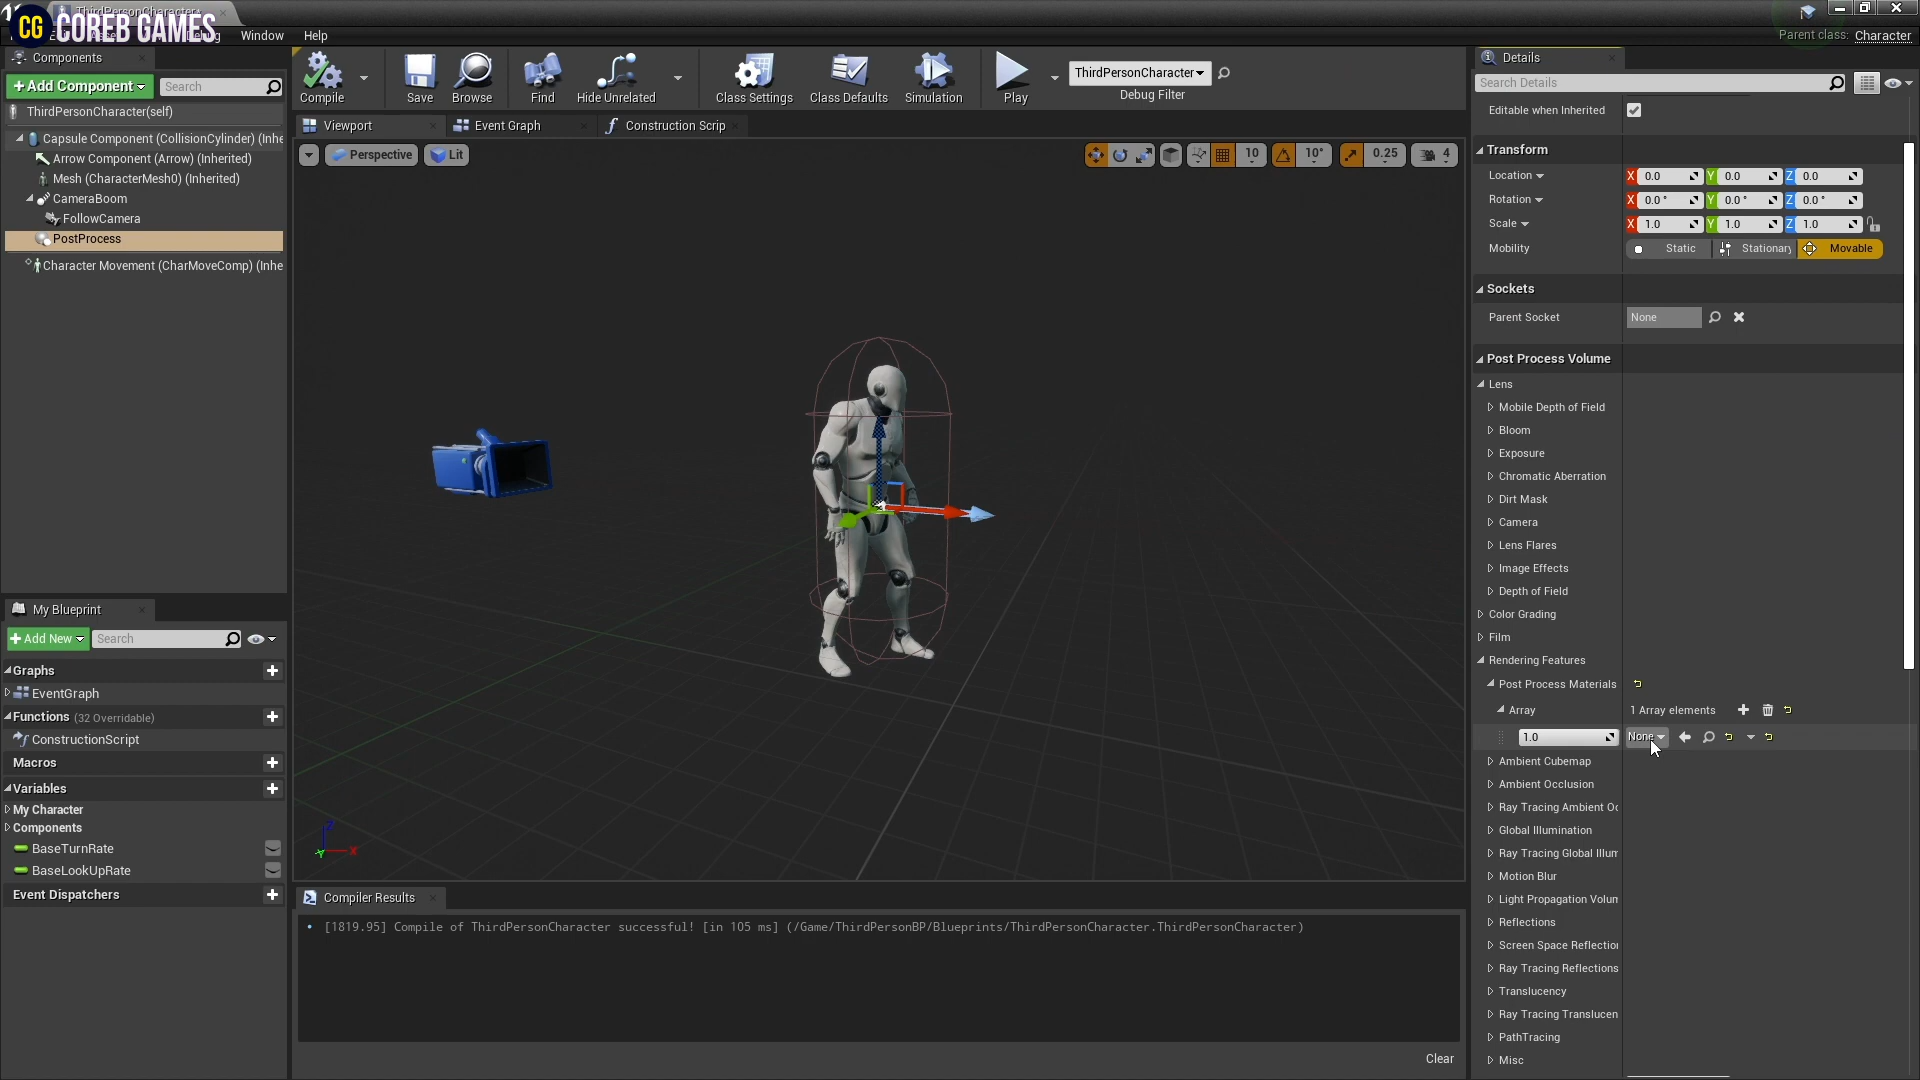 ThirdPersonCharacter
CG COREB GAMES
Window Help
Parent class: Character
Components
+ Add Component
Search
ThirdPersonCharacter(self)
Capsule Component (CollisionCylinder) (Inhe
Arrow Component (Arrow) (Inherited)
Mesh (CharacterMesh0) (Inherited)
CameraBoom
FollowCamera
PostProcess
Character Movement (CharMoveComp) (Inhe
My Blueprint
+ Add New
Search
Graphs
EventGraph
Functions (32 Overridable)
ConstructionScript
Macros
Variables
My Character
Components
BaseTurnRate
BaseLookUpRate
Event Dispatchers
Compile
Save
Browse
Find
Hide Unrelated
Class Settings
Class Defaults
Simulation
Play
ThirdPersonCharacter
Debug Filter
Viewport
Event Graph
Construction Scrip
Perspective
Lit
10
10°
0.25
4
Z
X
Y
Compiler Results
• [1819.95] Compile of ThirdPersonCharacter successful! [in 105 ms] (/Game/ThirdPersonBP/Blueprints/ThirdPersonCharacter.ThirdPersonCharacter)
Clear
Details
Search Details
Editable when Inherited
Transform
Location X 0.0 Y 0.0 Z 0.0
Rotation X 0.0 ° Y 0.0 ° Z 0.0 °
Scale X 1.0 Y 1.0 Z 1.0
Mobility Static Stationary Movable
Sockets
Parent Socket None
Post Process Volume
Lens
Mobile Depth of Field
Bloom
Exposure
Chromatic Aberration
Dirt Mask
Camera
Lens Flares
Image Effects
Depth of Field
Color Grading
Film
Rendering Features
Post Process Materials
Array 1 Array elements
1.0 None
Ambient Cubemap
Ambient Occlusion
Ray Tracing Ambient Oc
Global Illumination
Ray Tracing Global Illum
Motion Blur
Light Propagation Volum
Reflections
Screen Space Reflection
Ray Tracing Reflections
Translucency
Ray Tracing Translucen
PathTracing
Misc